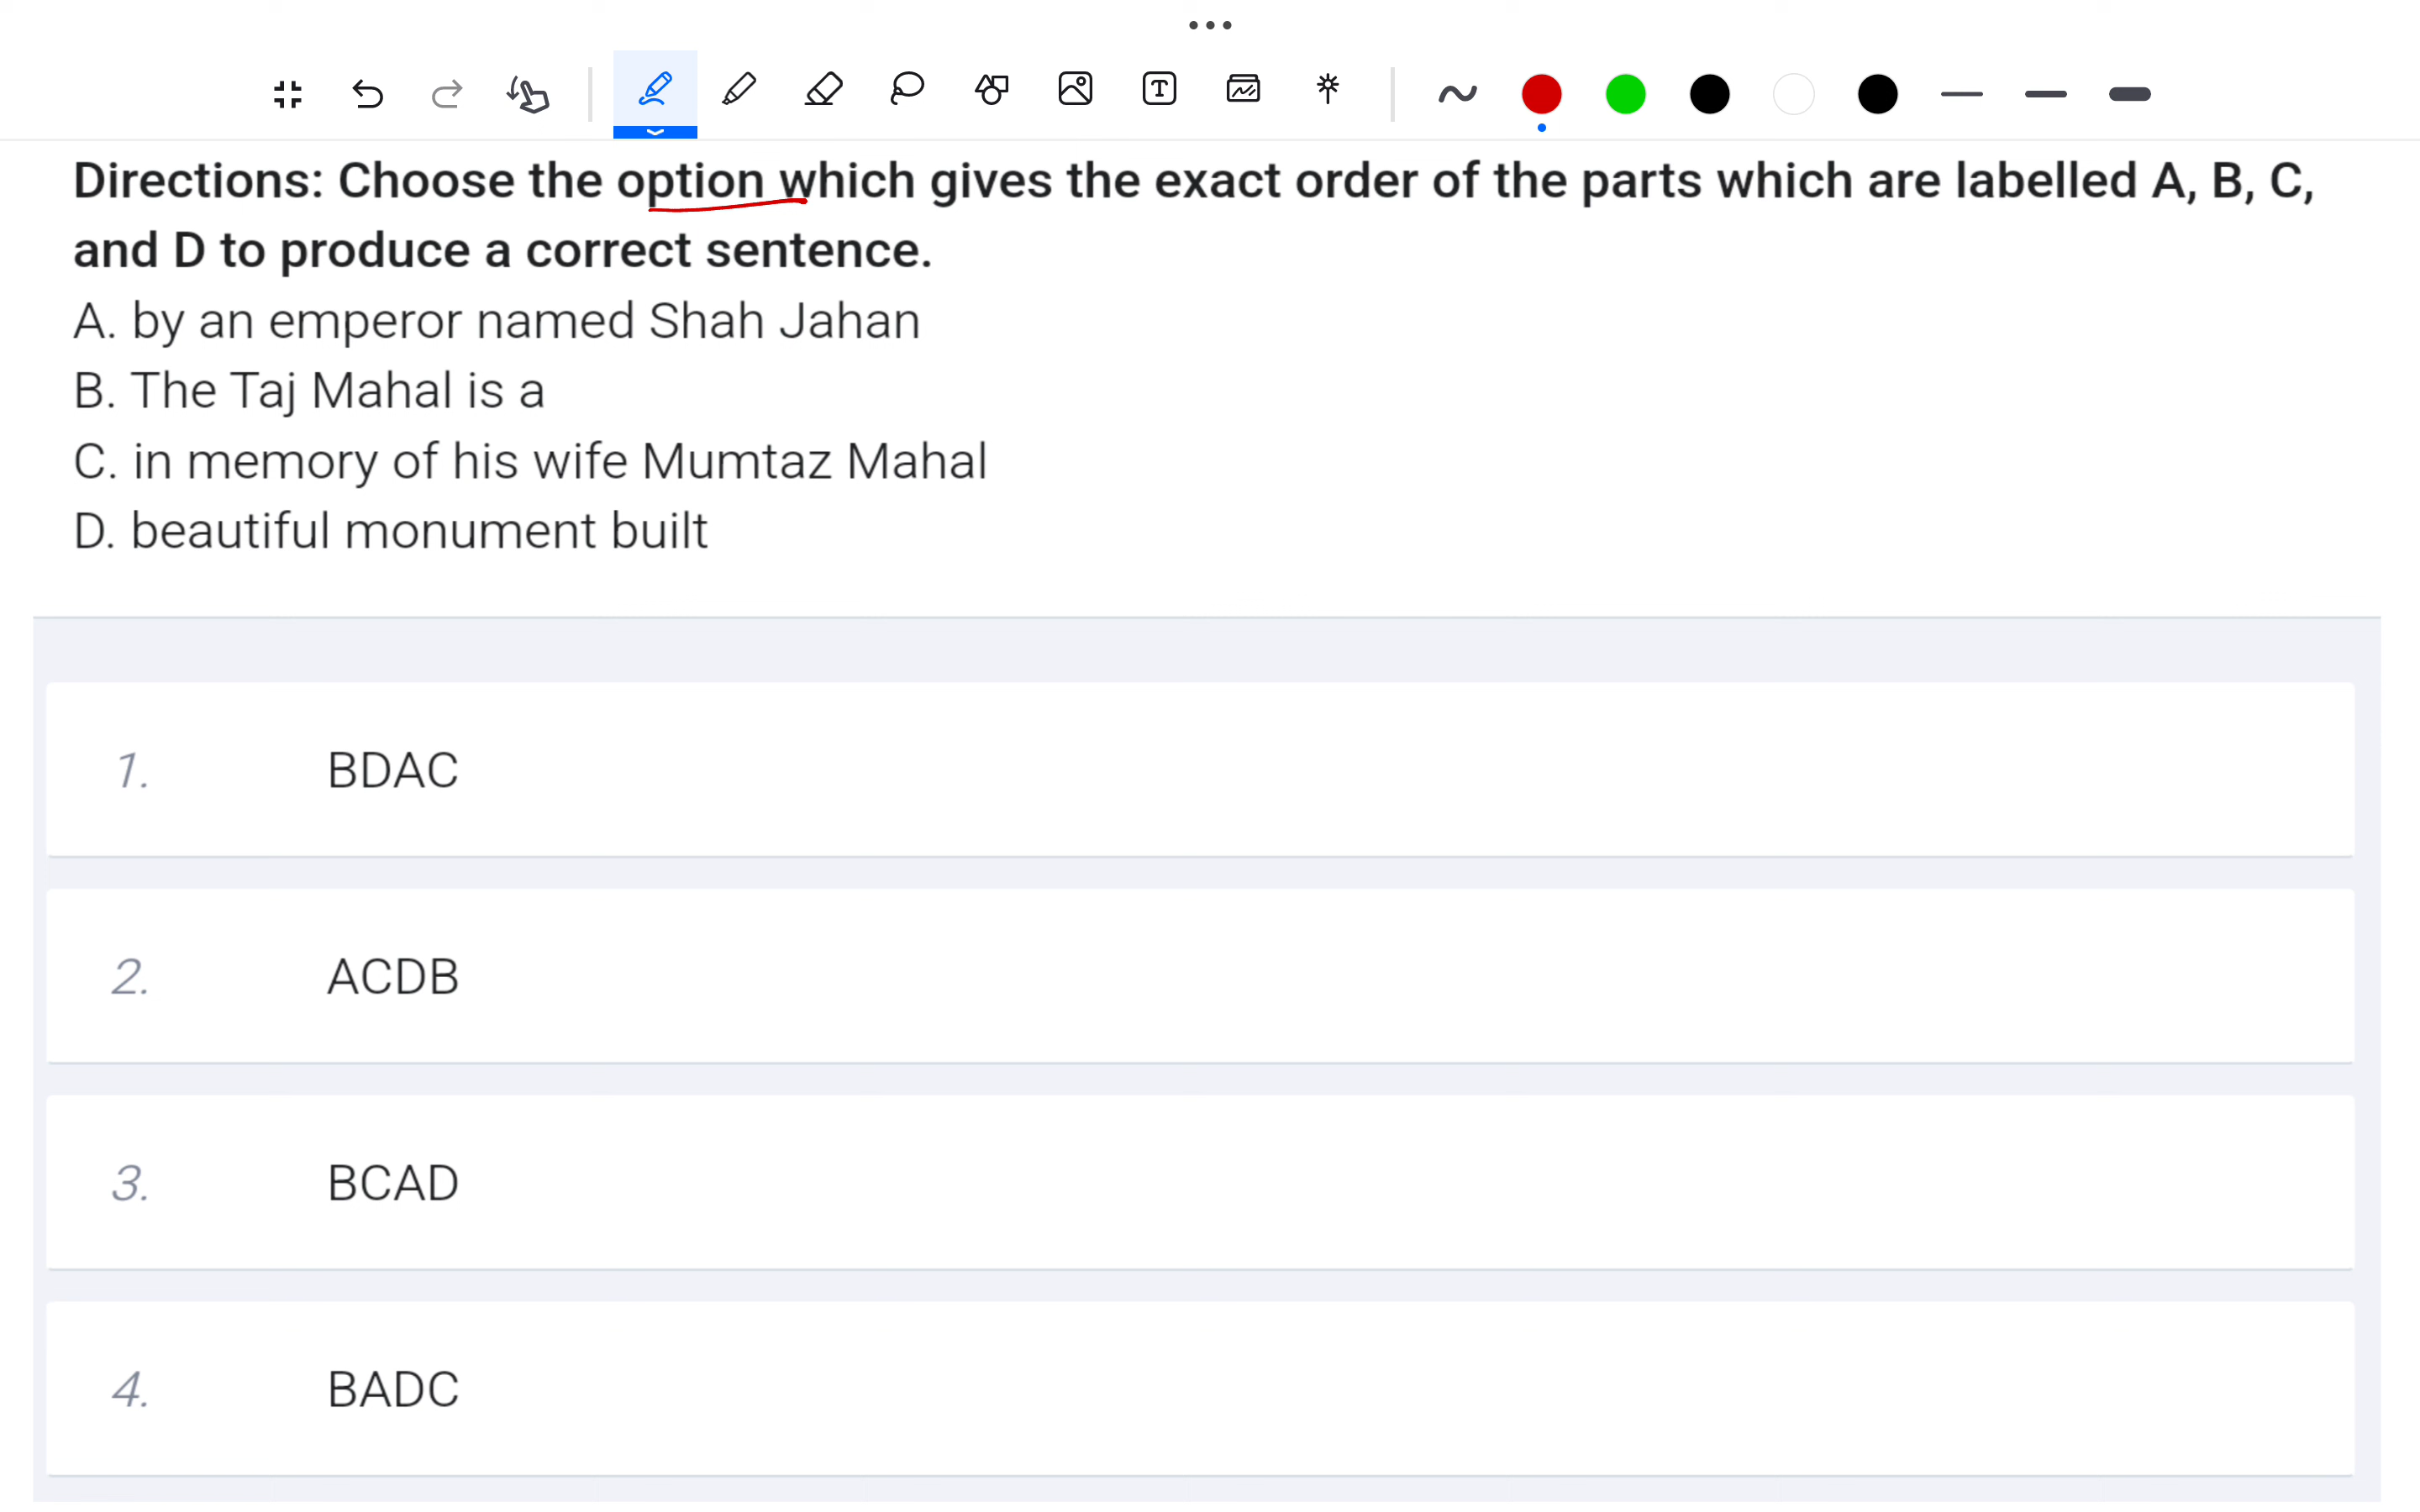 Directions: Choose the option which gives the exact order of the parts which are labelled A, B, C,
and D to produce a correct sentence.
A. by an emperor named Shah Jahan
B. The Taj Mahal is a
C. in memory of his wife Mumtaz Mahal
D. beautiful monument built
1. BDAC
2. ACDB
3. BCAD
4. BADC